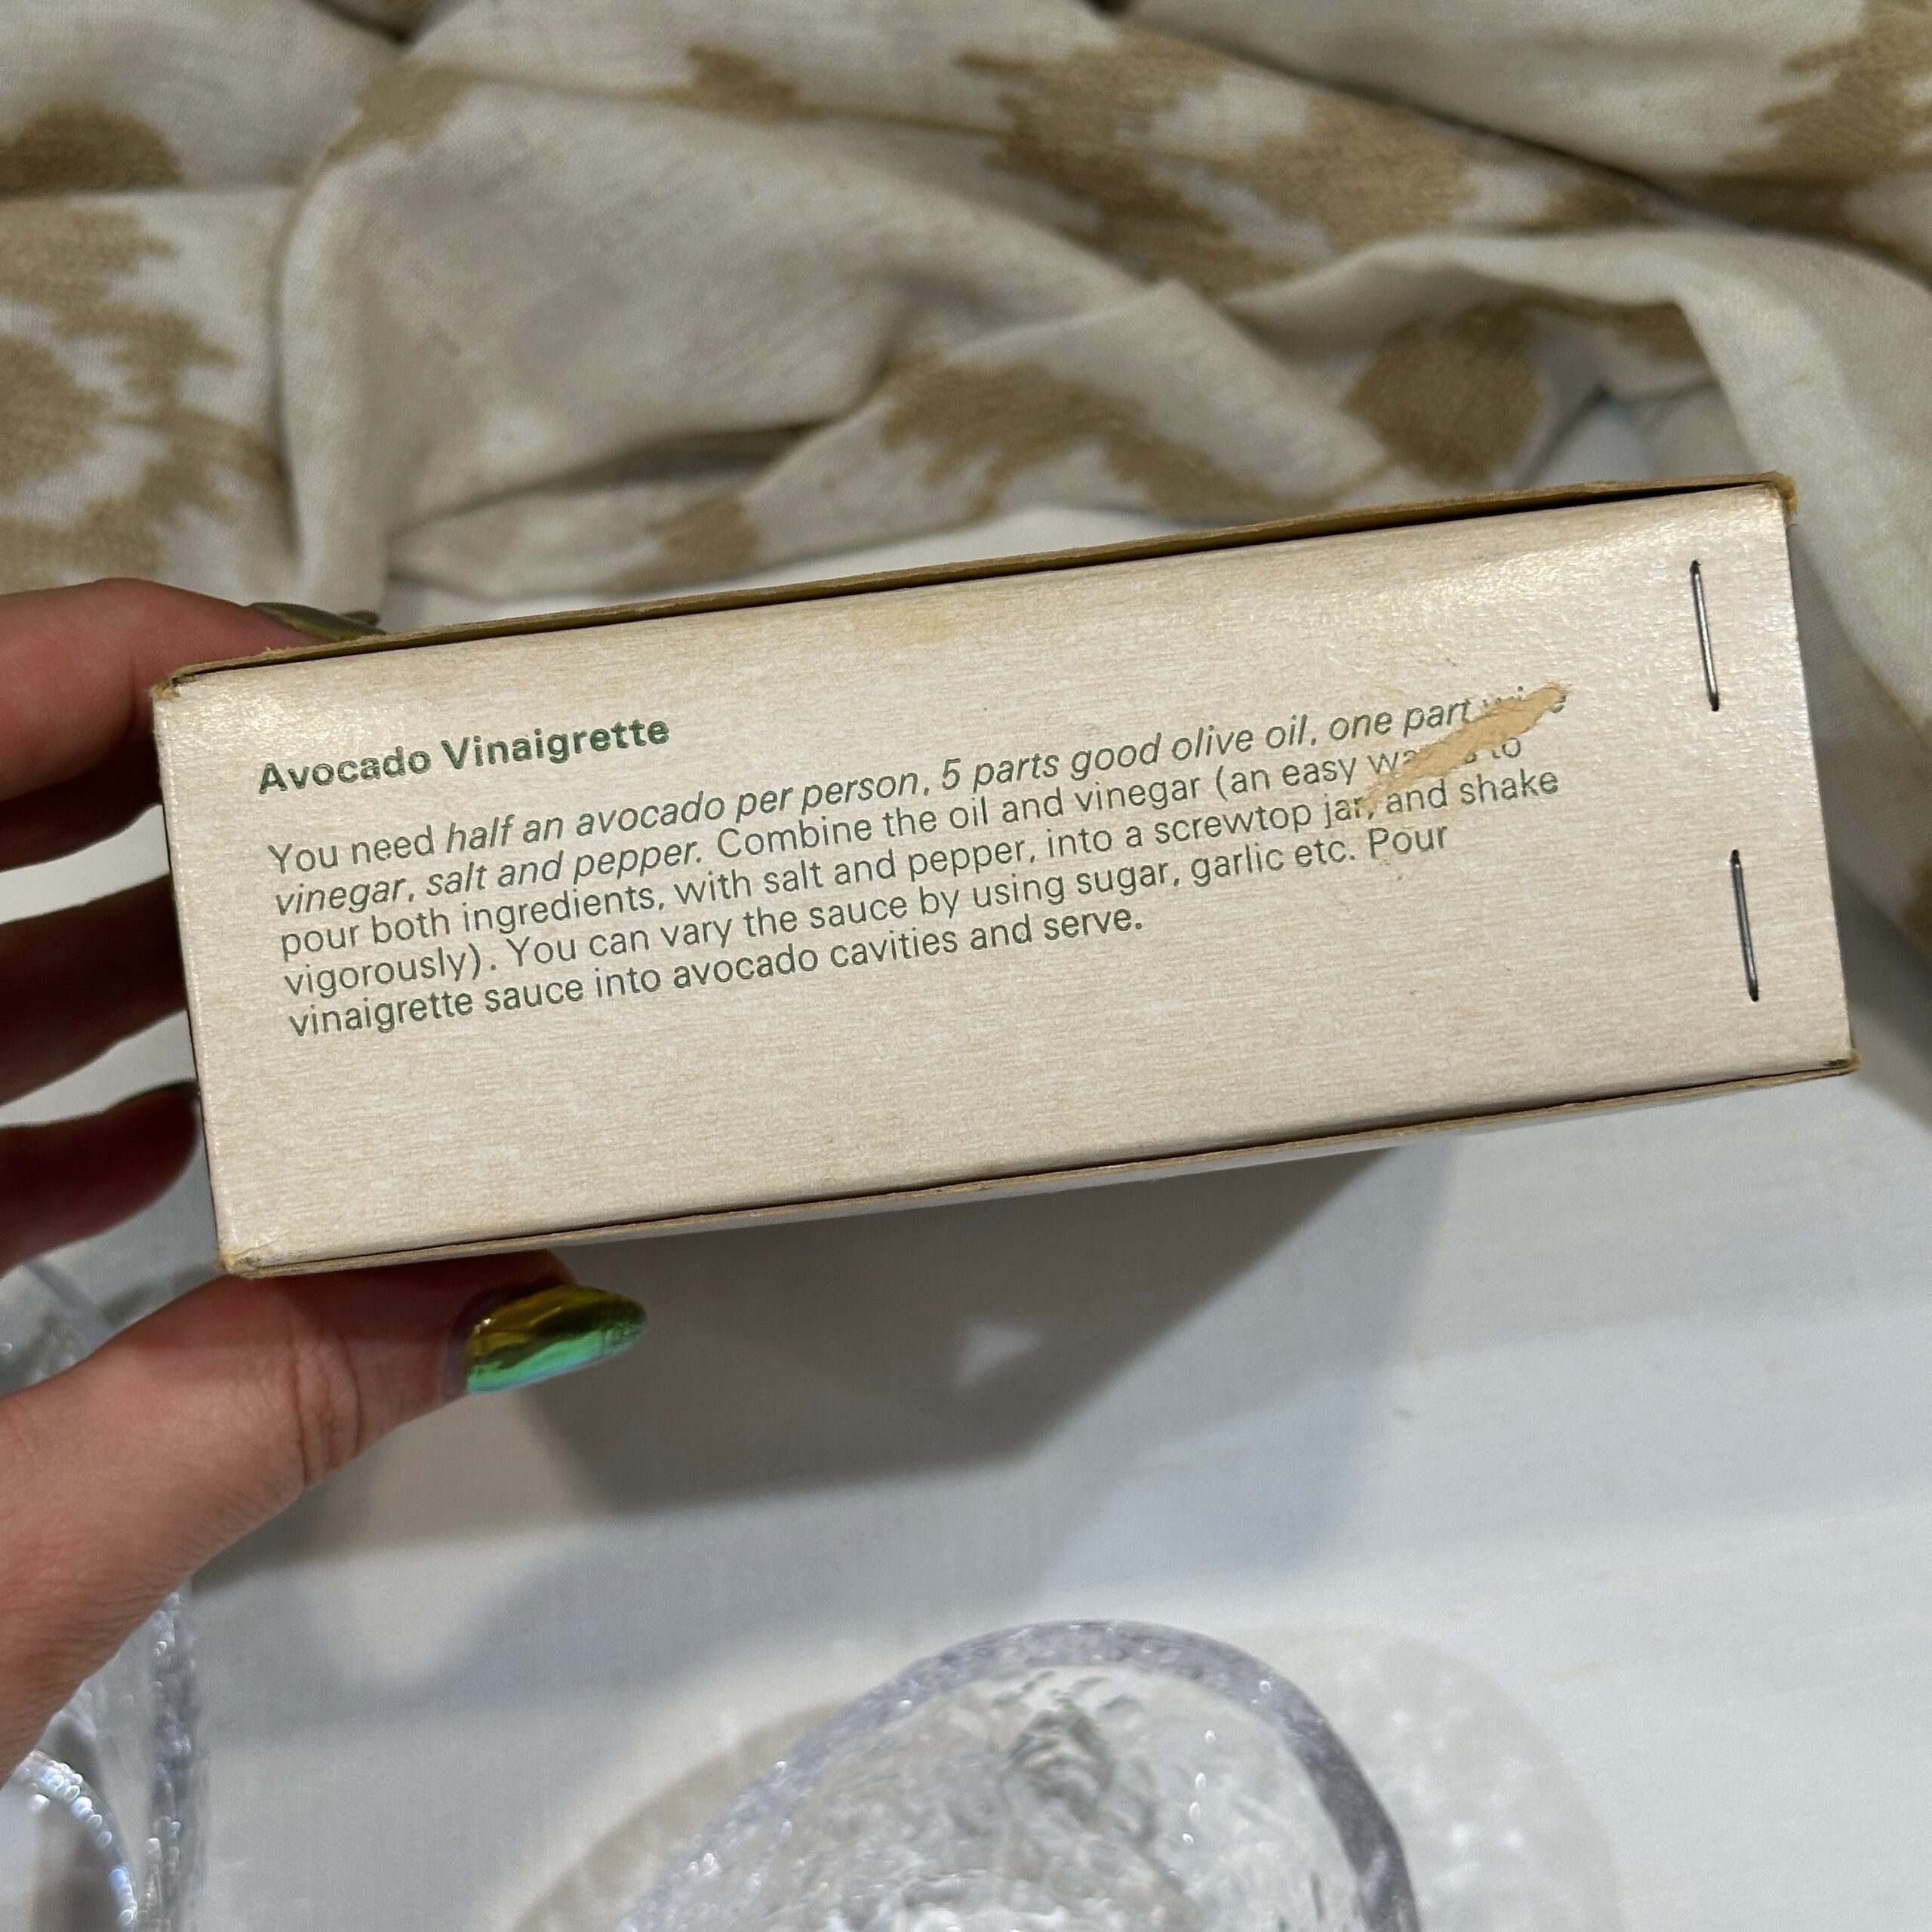 Avocado Vinaigrette
You need half an avocado per person, 5 parts good olive oil, one part
vinegar, salt and pepper. Combine the oil and vinegar (an easy to
pour both ingredients, with salt and pepper, into a screwtop jar, and shake
vigorously). You can vary the sauce by using sugar, garlic etc. Pour
vinaigrette sauce into avocado cavities and serve.